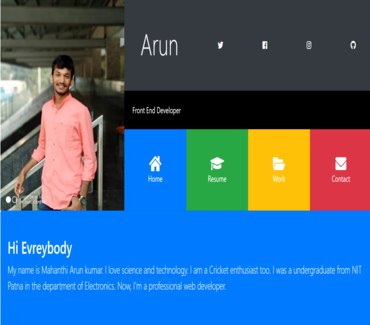 Arun
Front End Developer
Home
Resume
Work
Contact
Hi Evreybody
My name is Mahanthi Arun kumar. I love science and technology. I am a Cricket enthusiast too. I was a undergraduate from NIT
Patna in the department of Electronics. Now, I'm a professional web developer.